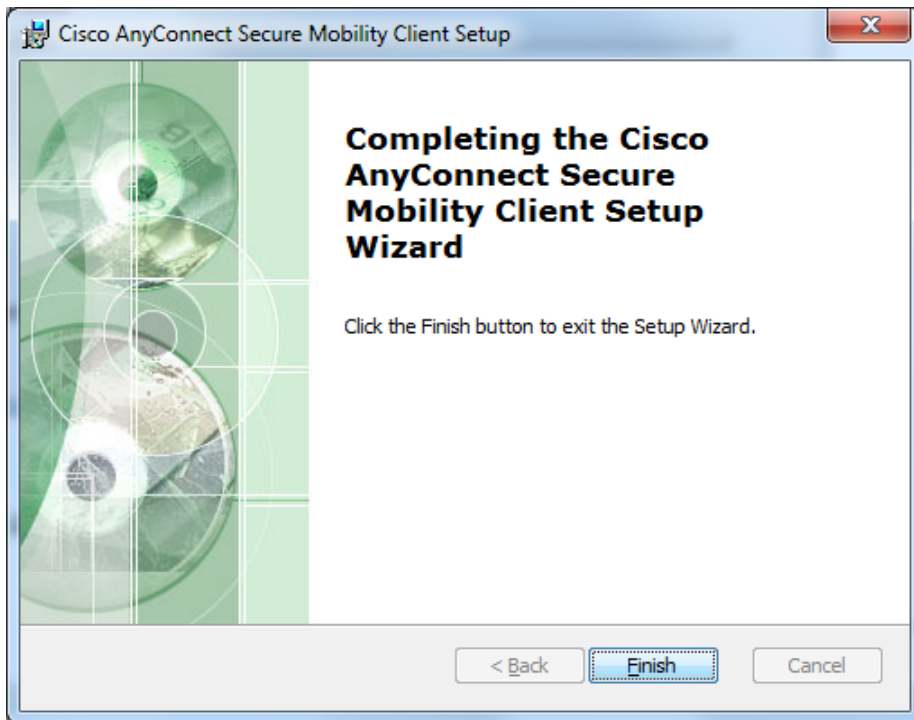 Cisco AnyConnect Secure Mobility Client Setup
Completing the Cisco
AnyConnect Secure
Mobility Client Setup
Wizard
Click the Finish button to exit the Setup Wizard.
< Back Finish Cancel